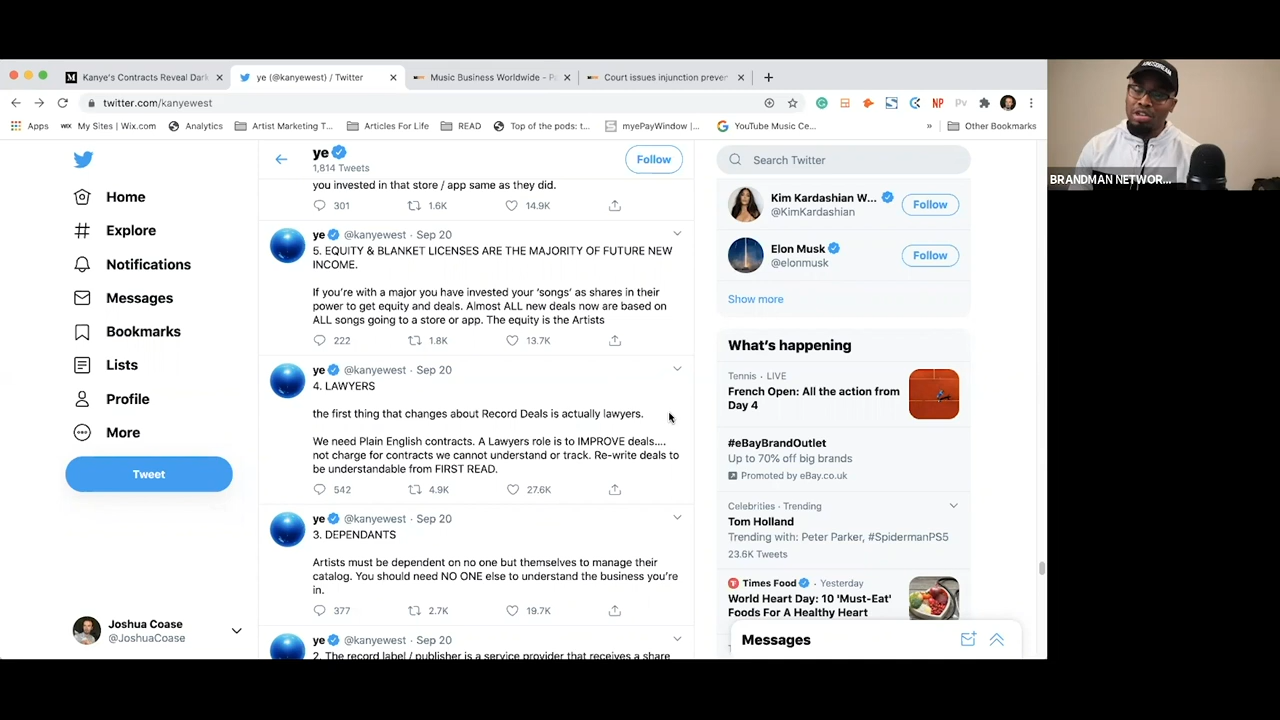 Kanye's Contracts Reveal Dark
ye (@kanyewest) / Twitter
Music Business Worldwide - P
Court issues injunction preven
twitter.com/kanyewest
NP
Pv
Apps
WIX
My Sites | Wix.com
Analytics
Artist Marketing T...
Articles For Life
READ
Top of the pods: t...
myePayWindow |...
YouTube Music Ce...
»
Other Bookmarks
BRANDMAN NETWOR...
Home
Explore
Notifications
Messages
Bookmarks
Lists
Profile
More
Tweet
Joshua Coase
@JoshuaCoase
ye
1,814 Tweets
Follow
you invested in that store / app same as they did.
301 1.6K 14.9K
ye @kanyewest · Sep 20
5. EQUITY & BLANKET LICENSES ARE THE MAJORITY OF FUTURE NEW
INCOME.
If you're with a major you have invested your 'songs' as shares in their
power to get equity and deals. Almost ALL new deals now are based on
ALL songs going to a store or app. The equity is the Artists
222 1.8K 13.7K
ye @kanyewest · Sep 20
4. LAWYERS
the first thing that changes about Record Deals is actually lawyers.
We need Plain English contracts. A Lawyers role is to IMPROVE deals....
not charge for contracts we cannot understand or track. Re-write deals to
be understandable from FIRST READ.
542 4.9K 27.6K
ye @kanyewest · Sep 20
3. DEPENDANTS
Artists must be dependent on no one but themselves to manage their
catalog. You should need NO ONE else to understand the business you're
in.
377 2.7K 19.7K
ye @kanyewest · Sep 20
2. The record label / publisher is a service provider that receives a share
Search Twitter
Kim Kardashian W...
@KimKardashian
Follow
Elon Musk
@elonmusk
Follow
Show more
What's happening
Tennis · LIVE
French Open: All the action from
Day 4
#eBayBrandOutlet
Up to 70% off big brands
Promoted by eBay.co.uk
Celebrities · Trending
Tom Holland
Trending with: Peter Parker, #SpidermanPS5
23.6K Tweets
Times Food · Yesterday
World Heart Day: 10 'Must-Eat'
Foods For A Healthy Heart
Messages